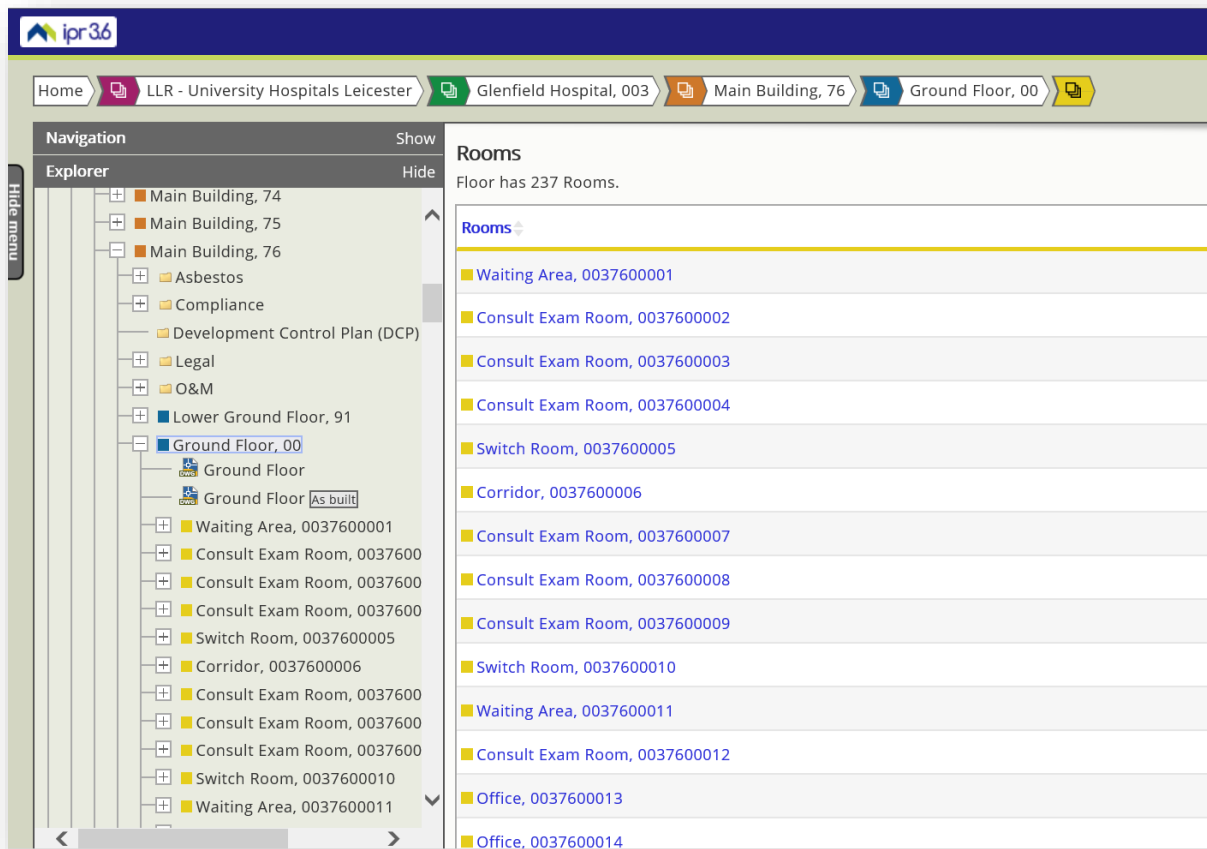 ipr 3.6
Home LLR - University Hospitals Leicester Glenfield Hospital, 003 Main Building, 76 Ground Floor, 00
Hide menu
Navigation Show
Explorer Hide
Main Building, 74
Main Building, 75
Main Building, 76
Asbestos
Compliance
Development Control Plan (DCP)
Legal
O&M
Lower Ground Floor, 91
Ground Floor, 00
DWG Ground Floor
DWG Ground Floor As built
Waiting Area, 0037600001
Consult Exam Room, 0037600
Consult Exam Room, 0037600
Consult Exam Room, 0037600
Switch Room, 0037600005
Corridor, 0037600006
Consult Exam Room, 0037600
Consult Exam Room, 0037600
Consult Exam Room, 0037600
Switch Room, 0037600010
Waiting Area, 0037600011
Rooms
Floor has 237 Rooms.
Rooms
Waiting Area, 0037600001
Consult Exam Room, 0037600002
Consult Exam Room, 0037600003
Consult Exam Room, 0037600004
Switch Room, 0037600005
Corridor, 0037600006
Consult Exam Room, 0037600007
Consult Exam Room, 0037600008
Consult Exam Room, 0037600009
Switch Room, 0037600010
Waiting Area, 0037600011
Consult Exam Room, 0037600012
Office, 0037600013
Office, 0037600014